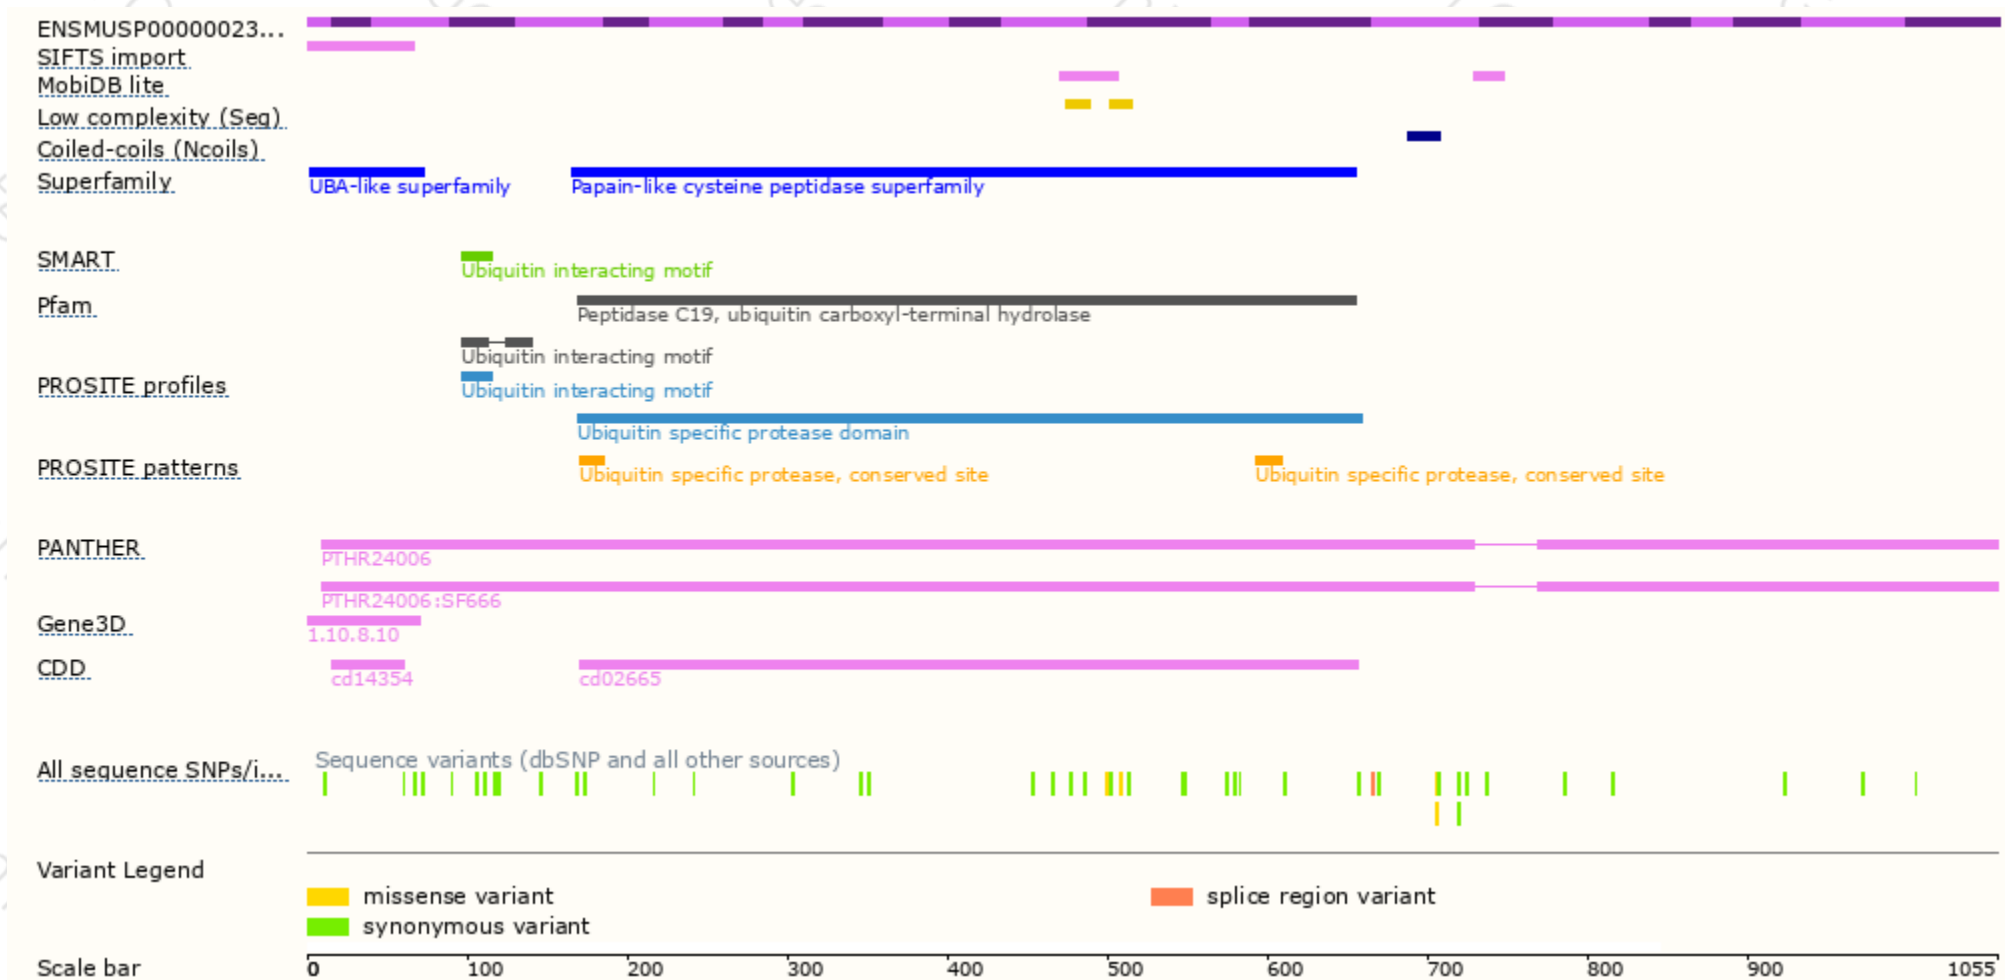 ENSMUSP00000023...
SIFTS import
MobiDB lite
Low complexity (Seg)
Coiled-coils (Ncoils)
Superfamily
UBA-like superfamily Papain-like cysteine peptidase superfamily
SMART
Ubiquitin interacting motif
Pfam
Peptidase C19, ubiquitin carboxyl-terminal hydrolase
Ubiquitin interacting motif
PROSITE profiles
Ubiquitin interacting motif
Ubiquitin specific protease domain
PROSITE patterns
Ubiquitin specific protease, conserved site Ubiquitin specific protease, conserved site
PANTHER
PTHR24006
PTHR24006:SF666
Gene3D
1.10.8.10
CDD
cd14354 cd02665
Sequence variants (dbSNP and all other sources)
All sequence SNPs/i...
Variant Legend
missense variant splice region variant
synonymous variant
Scale bar 0 100 200 300 400 500 600 700 800 900 1055